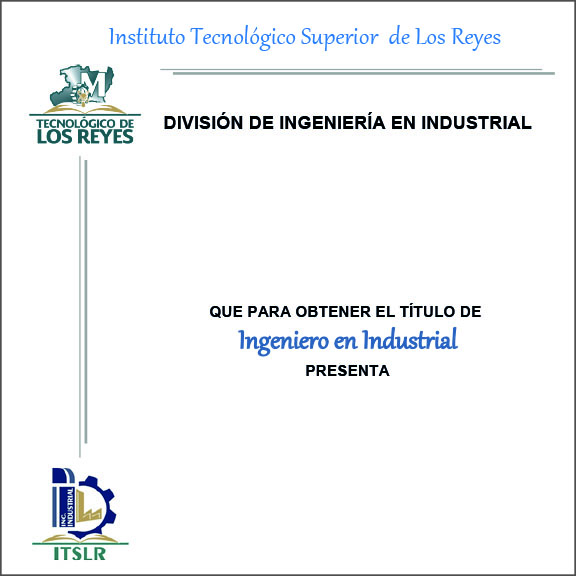 Instituto Tecnológico Superior de Los Reyes
TECNOLÓGICO DE
LOS REYES
DIVISIÓN DE INGENIERÍA EN INDUSTRIAL
QUE PARA OBTENER EL TÍTULO DE
Ingeniero en Industrial
PRESENTA
ING.
INDUSTRIAL
ITSLR